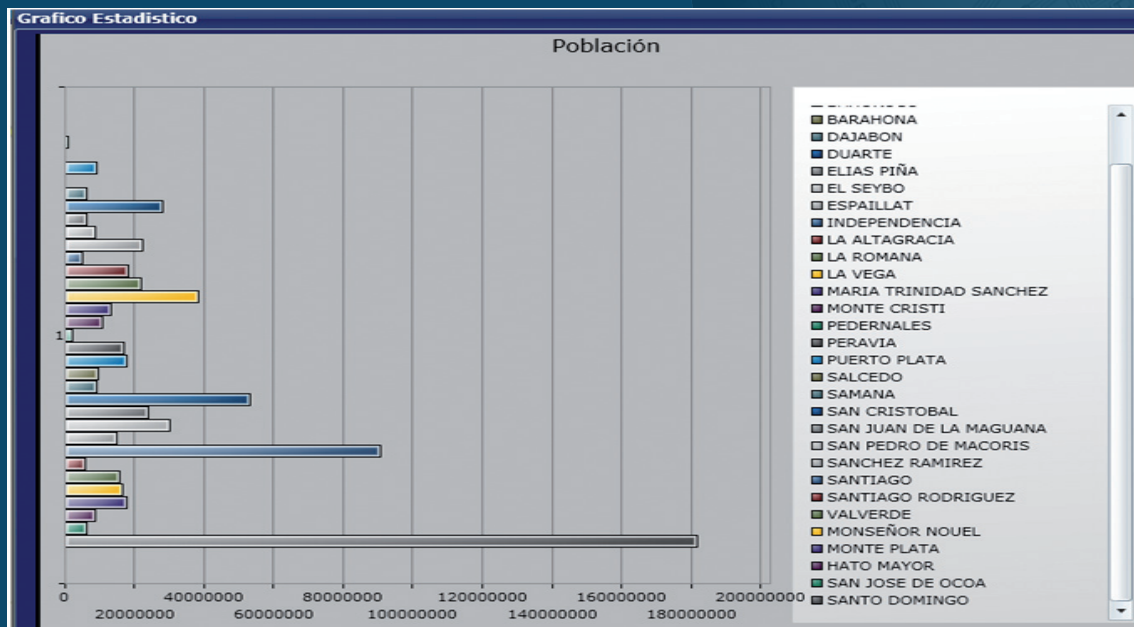 Grafico Estadistico
Población
BARAHONA
DAJABON
DUARTE
ELIAS PIÑA
EL SEYBO
ESPAILLAT
INDEPENDENCIA
LA ALTAGRACIA
LA ROMANA
LA VEGA
MARIA TRINIDAD SANCHEZ
MONTE CRISTI
PEDERNALES
PERAVIA
PUERTO PLATA
SALCEDO
SAMANA
SAN CRISTOBAL
SAN JUAN DE LA MAGUANA
SAN PEDRO DE MACORIS
SANCHEZ RAMIREZ
SANTIAGO
SANTIAGO RODRIGUEZ
VALVERDE
MONSEÑOR NOUEL
MONTE PLATA
HATO MAYOR
SAN JOSE DE OCOA
SANTO DOMINGO
1
0 40000000 80000000 120000000 160000000 200000000
20000000 60000000 100000000 140000000 180000000